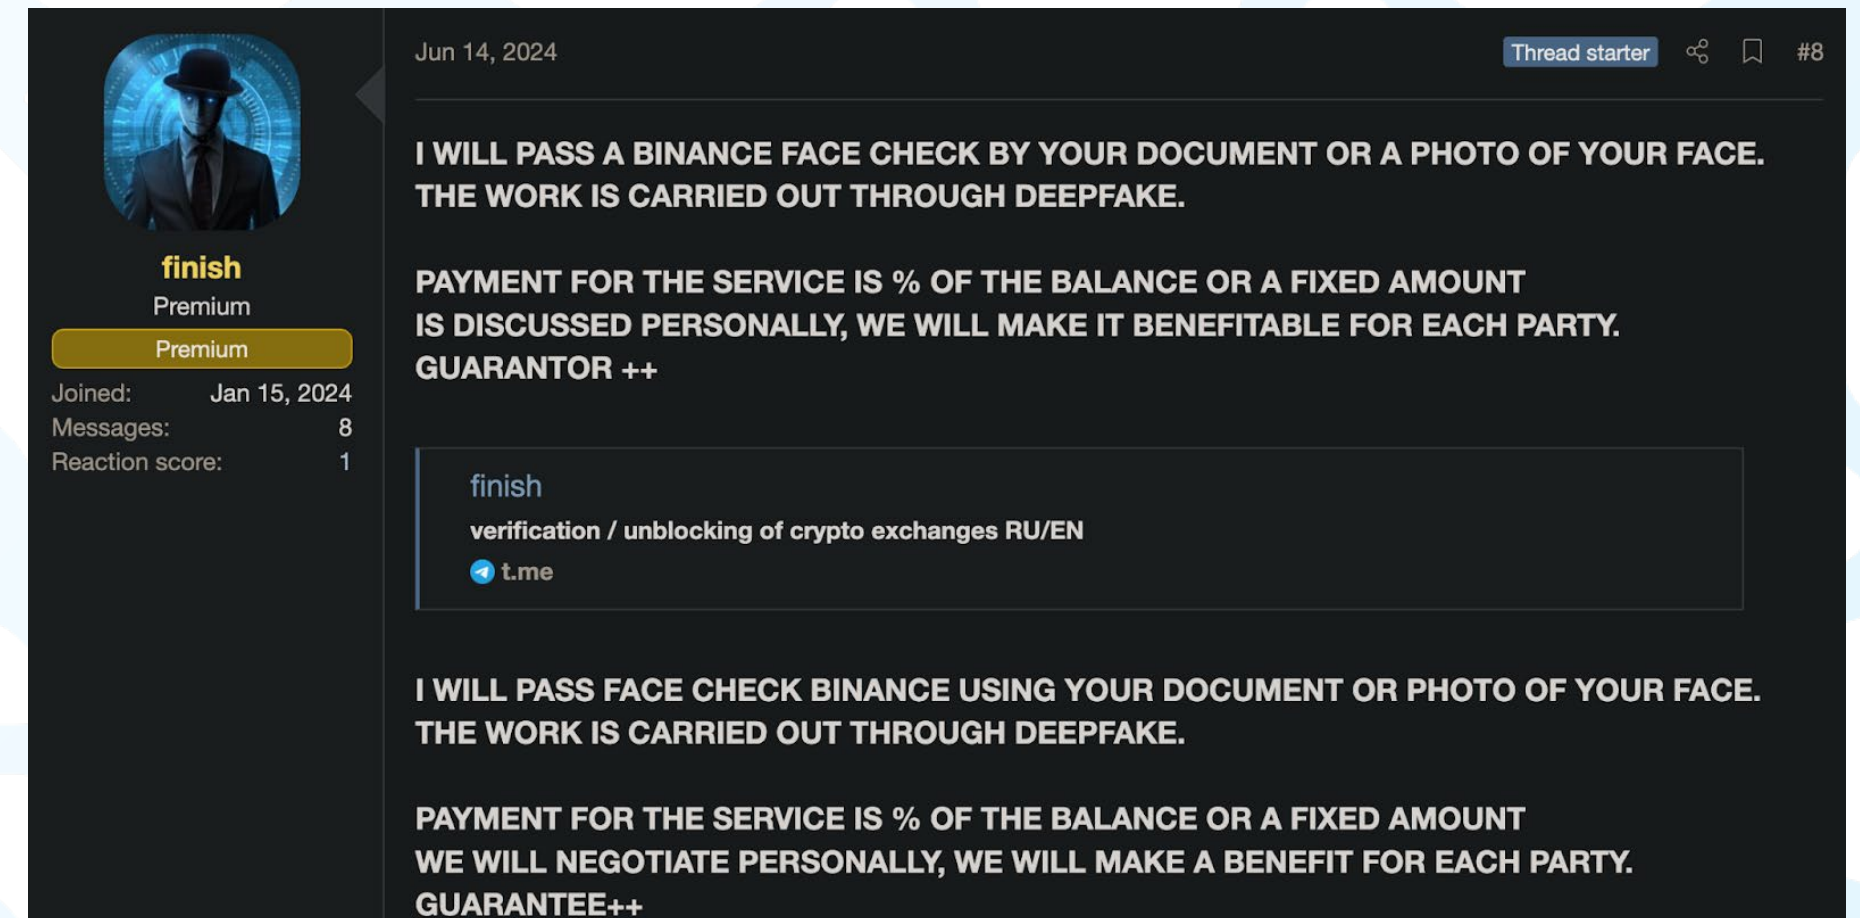 Jun 14, 2024
Thread starter
#8
finish
Premium
Premium
Joined: Jan 15, 2024
Messages: 8
Reaction score: 1
I WILL PASS A BINANCE FACE CHECK BY YOUR DOCUMENT OR A PHOTO OF YOUR FACE.
THE WORK IS CARRIED OUT THROUGH DEEPFAKE.
PAYMENT FOR THE SERVICE IS % OF THE BALANCE OR A FIXED AMOUNT
IS DISCUSSED PERSONALLY, WE WILL MAKE IT BENEFITABLE FOR EACH PARTY.
GUARANTOR ++
finish
verification / unblocking of crypto exchanges RU/EN
t.me
I WILL PASS FACE CHECK BINANCE USING YOUR DOCUMENT OR PHOTO OF YOUR FACE.
THE WORK IS CARRIED OUT THROUGH DEEPFAKE.
PAYMENT FOR THE SERVICE IS % OF THE BALANCE OR A FIXED AMOUNT
WE WILL NEGOTIATE PERSONALLY, WE WILL MAKE A BENEFIT FOR EACH PARTY.
GUARANTEE++